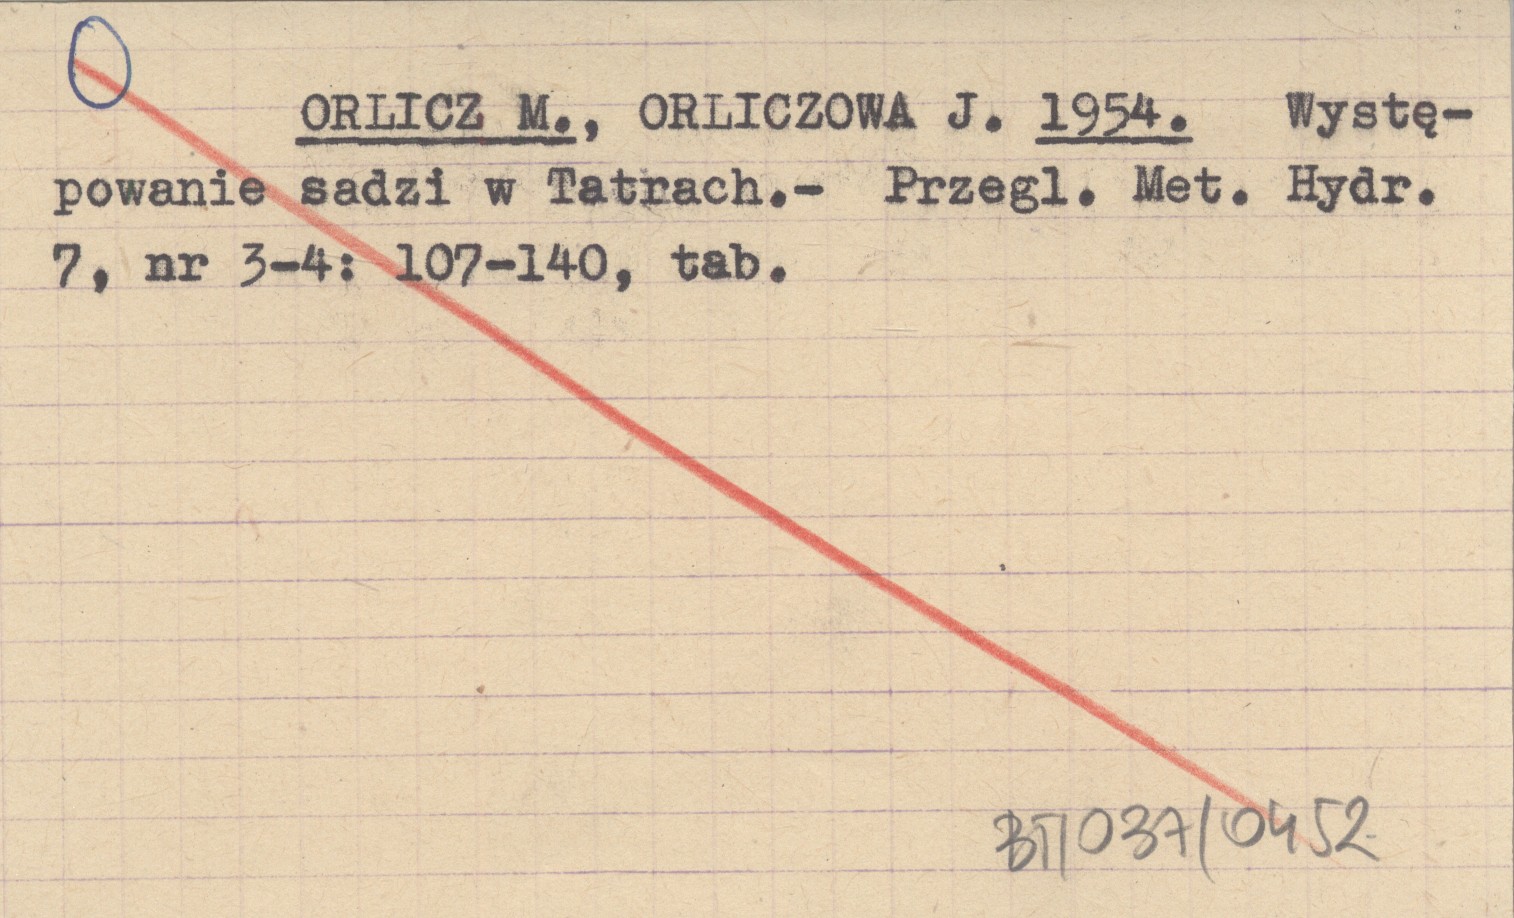 ORLICZ M., ORLICZOWA J. 1954. Wystę-
powanie sadzi w Tatrach.- Przegl. Met. Hydr.
7, nr 3-4: 107-140, tab.
BT/037/0452